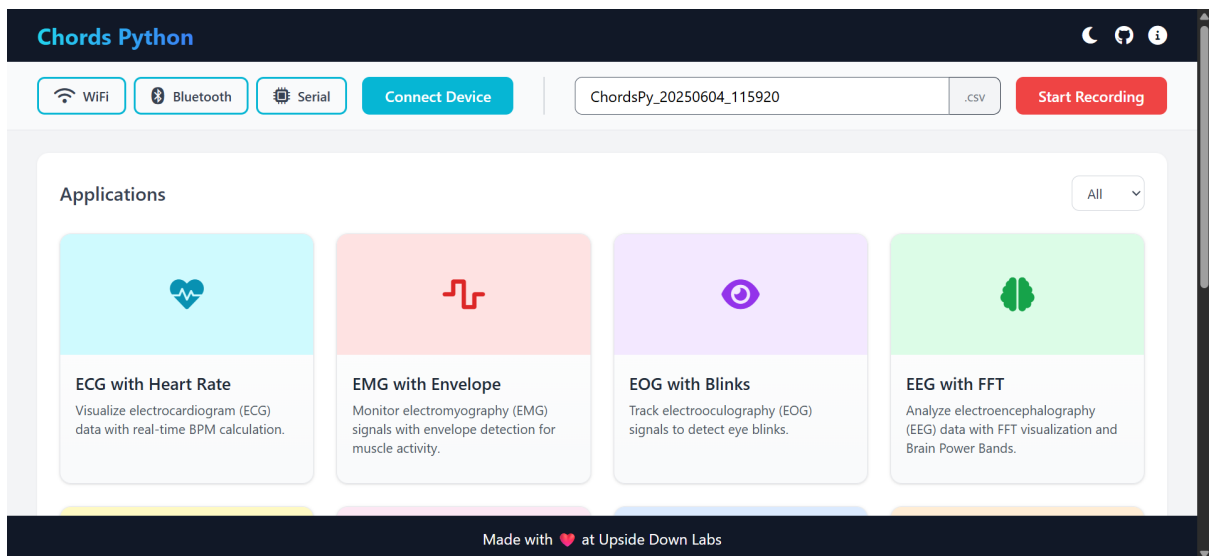 Chords Python
WiFi
Bluetooth
Serial
Connect Device
ChordsPy_20250604_115920
.csv
Start Recording
Applications
All
ECG with Heart Rate
Visualize electrocardiogram (ECG)
data with real-time BPM calculation.
EMG with Envelope
Monitor electromyography (EMG)
signals with envelope detection for
muscle activity.
EOG with Blinks
Track electrooculography (EOG)
signals to detect eye blinks.
EEG with FFT
Analyze electroencephalography
(EEG) data with FFT visualization and
Brain Power Bands.
Made with ❤️ at Upside Down Labs